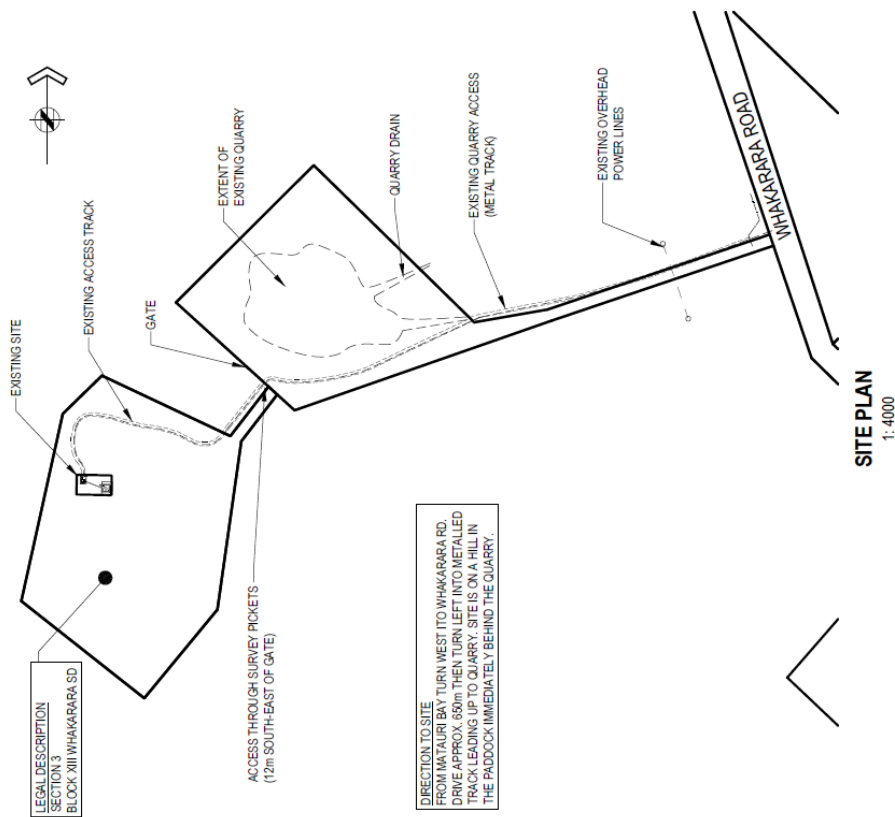 EXISTING SITE
EXISTING ACCESS TRACK
GATE
EXTENT OF
EXISTING QUARRY
QUARRY DRAIN
EXISTING QUARRY ACCESS
(METAL TRACK)
EXISTING OVERHEAD
POWER LINES
WHAKARARA ROAD
LEGAL DESCRIPTION
SECTION 3
BLOCK XIII WHAKARARA SD
ACCESS THROUGH SURVEY PICKETS
(12m SOUTH-EAST OF GATE)
DIRECTION TO SITE
FROM MATAURI BAY TURN WEST ITO WHAKARARA RD.
DRIVE APPROX. 650m THEN TURN LEFT INTO METALLED
TRACK LEADING UP TO QUARRY. SITE IS ON A HILL IN
THE PADDOCK IMMEDIATELY BEHIND THE QUARRY.
SITE PLAN
1: 4000